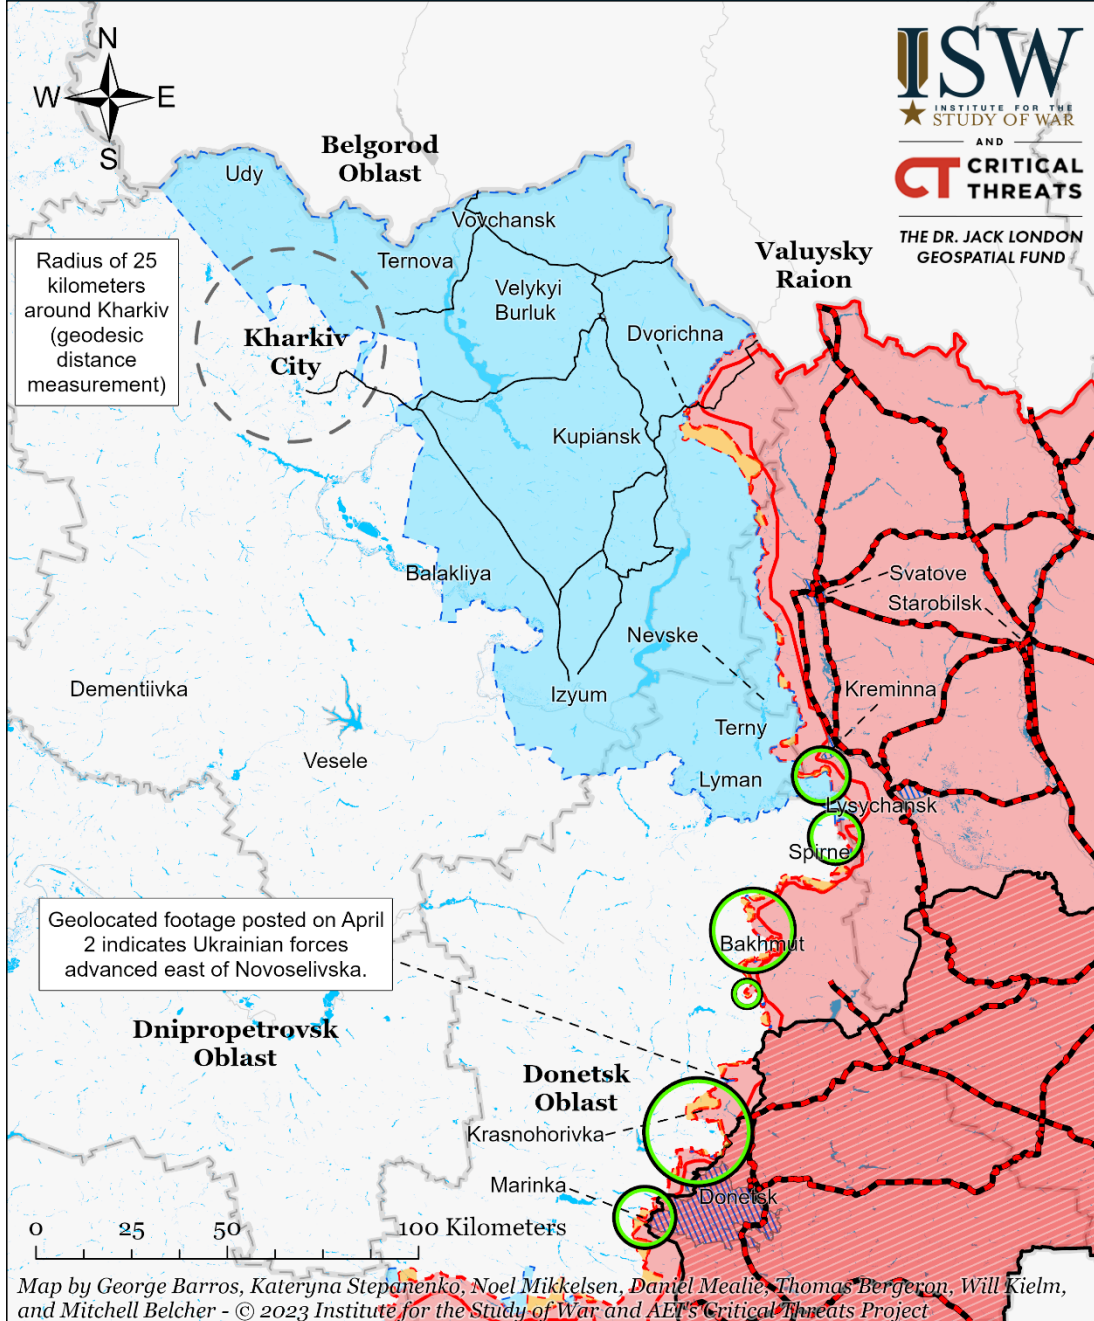 N
W
E
S
ISW
INSTITUTE FOR THE
STUDY OF WAR
AND
CT CRITICAL
THREATS
THE DR. JACK LONDON
GEOSPATIAL FUND
Belgorod
Oblast
Udy
Vovchansk
Ternova
Valuysky
Raion
Radius of 25
kilometers
around Kharkiv
(geodesic
distance
measurement)
Velykyi
Burluk
Kharkiv
City
Dvorichna
Kupiansk
Balakliya
Svatove
Starobilsk
Nevske
Dementiivka
Izyum
Kreminna
Terny
Vesele
Lyman
Lysychansk
Spirne
Geolocated footage posted on April
2 indicates Ukrainian forces
advanced east of Novoselivska.
Bakhmut
Dnipropetrovsk
Oblast
Donetsk
Oblast
Krasnohorivka
Marinka
Donetsk
0 25 50 100 Kilometers
Map by George Barros, Kateryna Stepanenko, Noel Mikkelsen, Daniel Mealie, Thomas Bergeron, Will Kielm,
and Mitchell Belcher - © 2023 Institute for the Study of War and AEI's Critical Threats Project